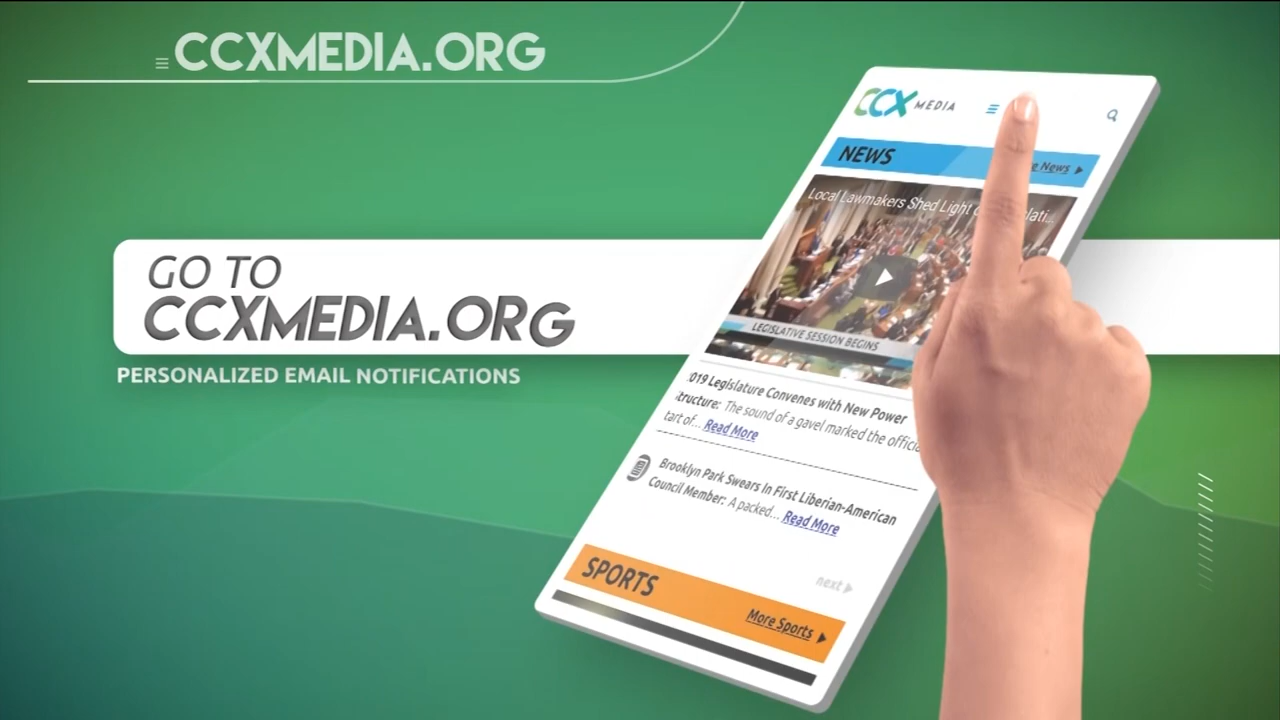 CCXMEDIA.ORG
CCX MEDIA
NEWS
News
Local Lawmakers Shed Light
LEGISLATIVE SESSION BEGINS
GO TO
CCXMEDIA.ORG
PERSONALIZED EMAIL NOTIFICATIONS
019 Legislature Convenes with New Power
tructure: The sound of a gavel marked the officia
tart of... Read More
Brooklyn Park Swears In First Liberian-American
Council Member: A packed... Read More
next
SPORTS
More Sports